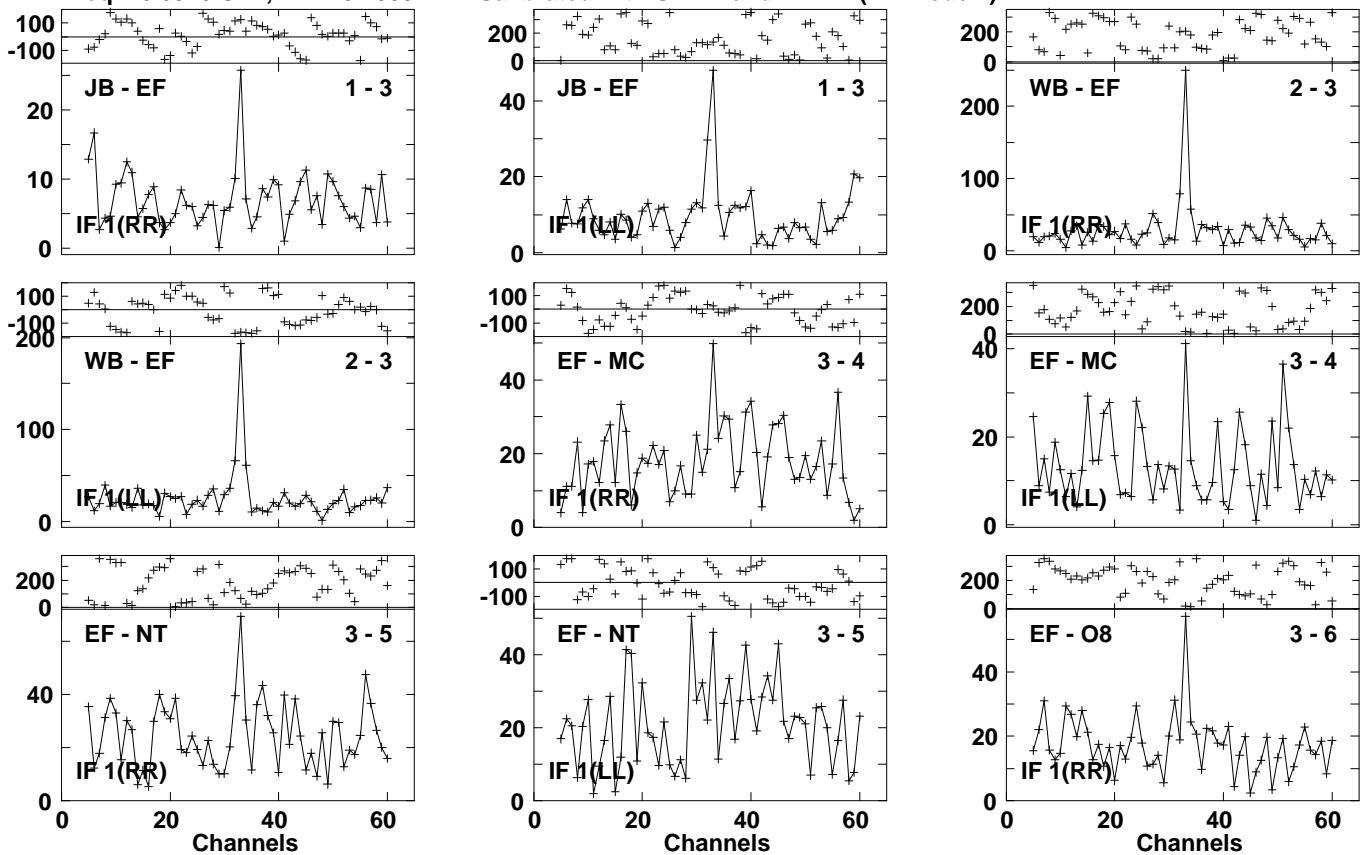 100
-100
JB - EF 1 - 3
20
10
0
IF 1(RR)
200
0
JB - EF 1 - 3
40
20
0
IF 1(LL)
200
0
WB - EF 2 - 3
200
100
0
IF 1(RR)
100
-100
200
WB - EF 2 - 3
100
0
IF 1(LL)
100
-100
EF - MC 3 - 4
40
20
0
IF 1(RR)
200
0
EF - MC 3 - 4
40
20
0
IF 1(LL)
200
0
EF - NT 3 - 5
40
0
IF 1(RR)
0 20 40 60
Channels
100
-100
EF - NT 3 - 5
40
20
0
IF 1(LL)
0 20 40 60
Channels
200
0
EF - O8 3 - 6
60
40
20
0
IF 1(RR)
0 20 40 60
Channels